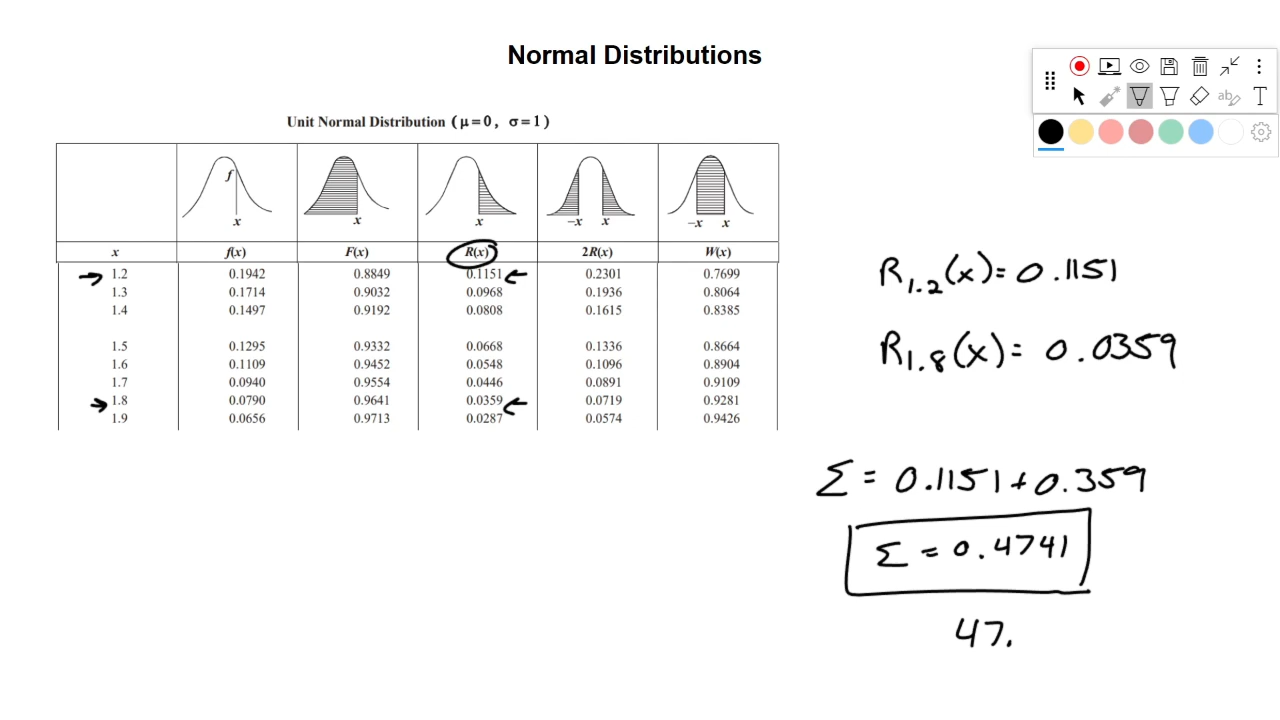 Normal Distributions
ab
T
Unit Normal Distribution (μ=0, σ=1)
f
x
x
x
−x x
−x x
x f(x) F(x) R(x) 2R(x) W(x)
1.2 0.1942 0.8849 0.1151 0.2301 0.7699
1.3 0.1714 0.9032 0.0968 0.1936 0.8064
1.4 0.1497 0.9192 0.0808 0.1615 0.8385
1.5 0.1295 0.9332 0.0668 0.1336 0.8664
1.6 0.1109 0.9452 0.0548 0.1096 0.8904
1.7 0.0940 0.9554 0.0446 0.0891 0.9109
1.8 0.0790 0.9641 0.0359 0.0719 0.9281
1.9 0.0656 0.9713 0.0287 0.0574 0.9426
R1.2(x)= 0.1151
R1.8(x)= 0.0359
Σ = 0.1151+0.359
Σ = 0.4741
47.